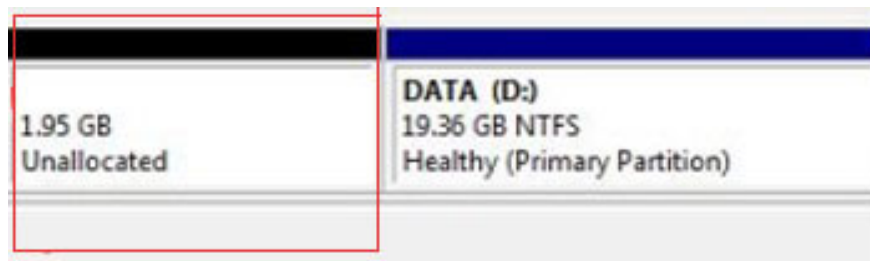 1.95 GB
Unallocated
DATA (D:)
19.36 GB NTFS
Healthy (Primary Partition)